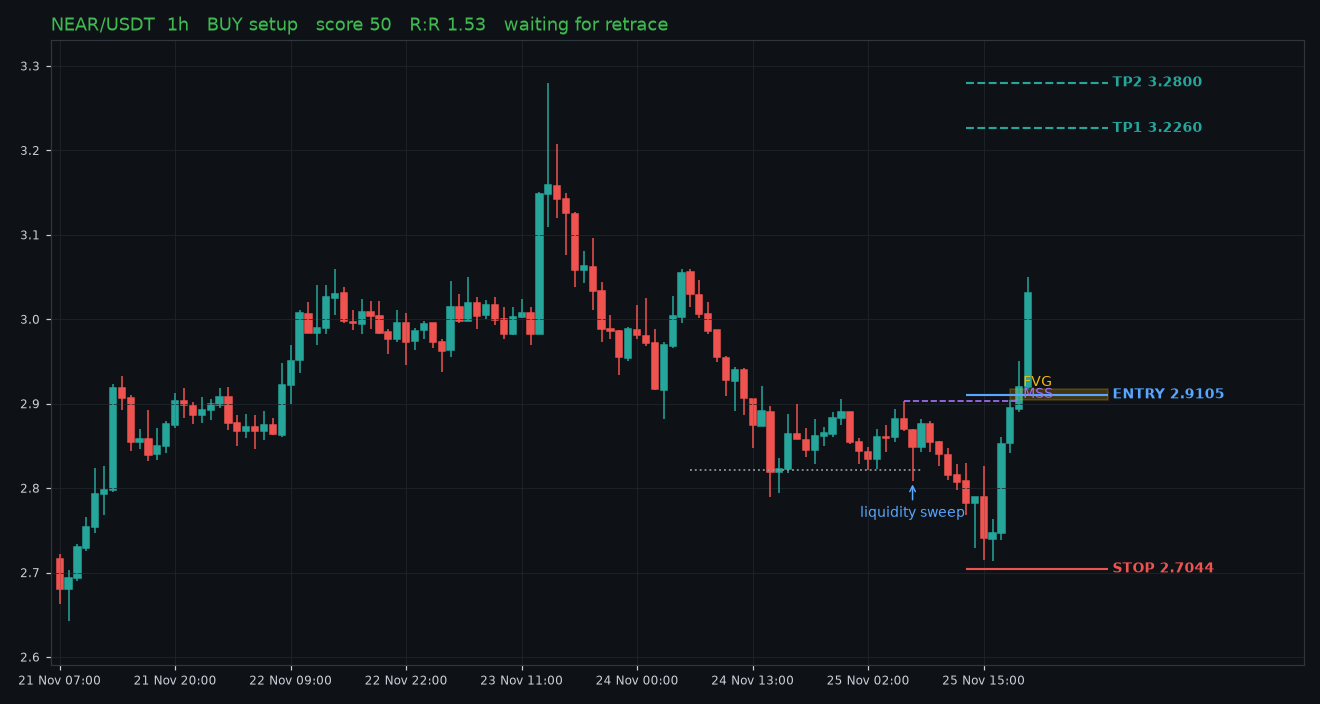 NEAR/USDT 1h BUY setup score 50 R:R 1.53 waiting for retrace
3.3
3.2
3.1
3.0
2.9
2.8
2.7
2.6
TP2 3.2800
TP1 3.2260
FVG
MSS
ENTRY 2.9105
liquidity sweep
STOP 2.7044
21 Nov 07:00
21 Nov 20:00
22 Nov 09:00
22 Nov 22:00
23 Nov 11:00
24 Nov 00:00
24 Nov 13:00
25 Nov 02:00
25 Nov 15:00